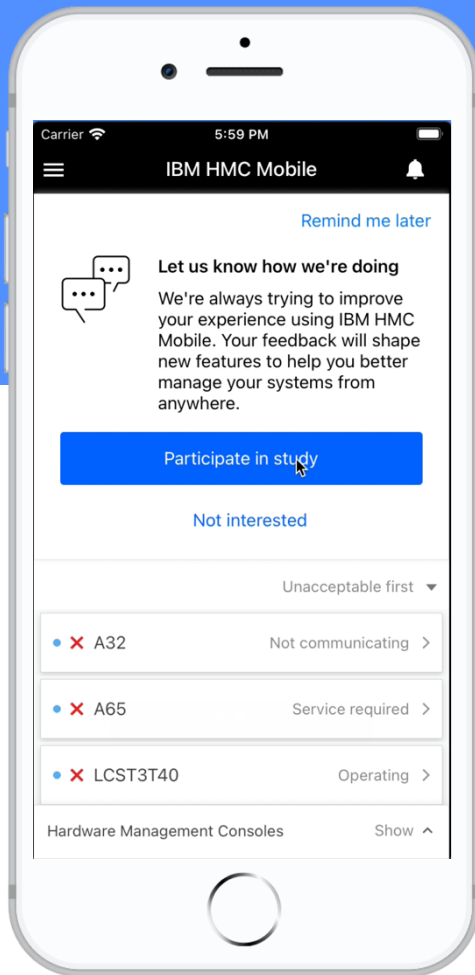 Carrier 5:59 PM
IBM HMC Mobile
Remind me later
Let us know how we're doing
We're always trying to improve
your experience using IBM HMC
Mobile. Your feedback will shape
new features to help you better
manage your systems from
anywhere.
Participate in study
Not interested
Unacceptable first
A32 Not communicating
A65 Service required
LCST3T40 Operating
Hardware Management Consoles Show